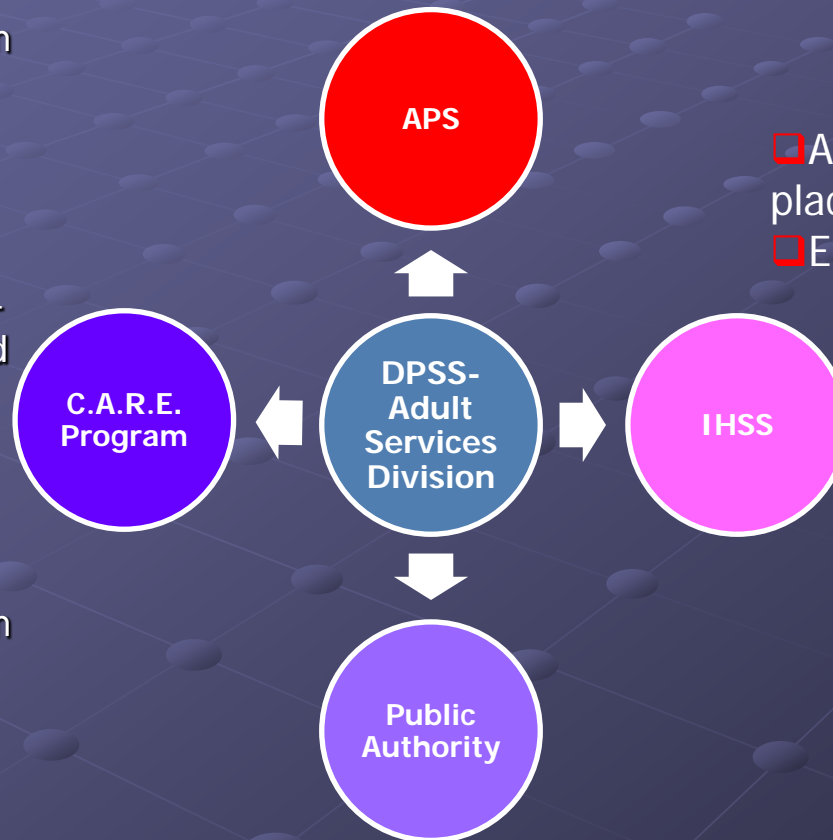 APS
C.A.R.E.
Program
DPSS-
Adult
Services
Division
IHSS
Public
Authority